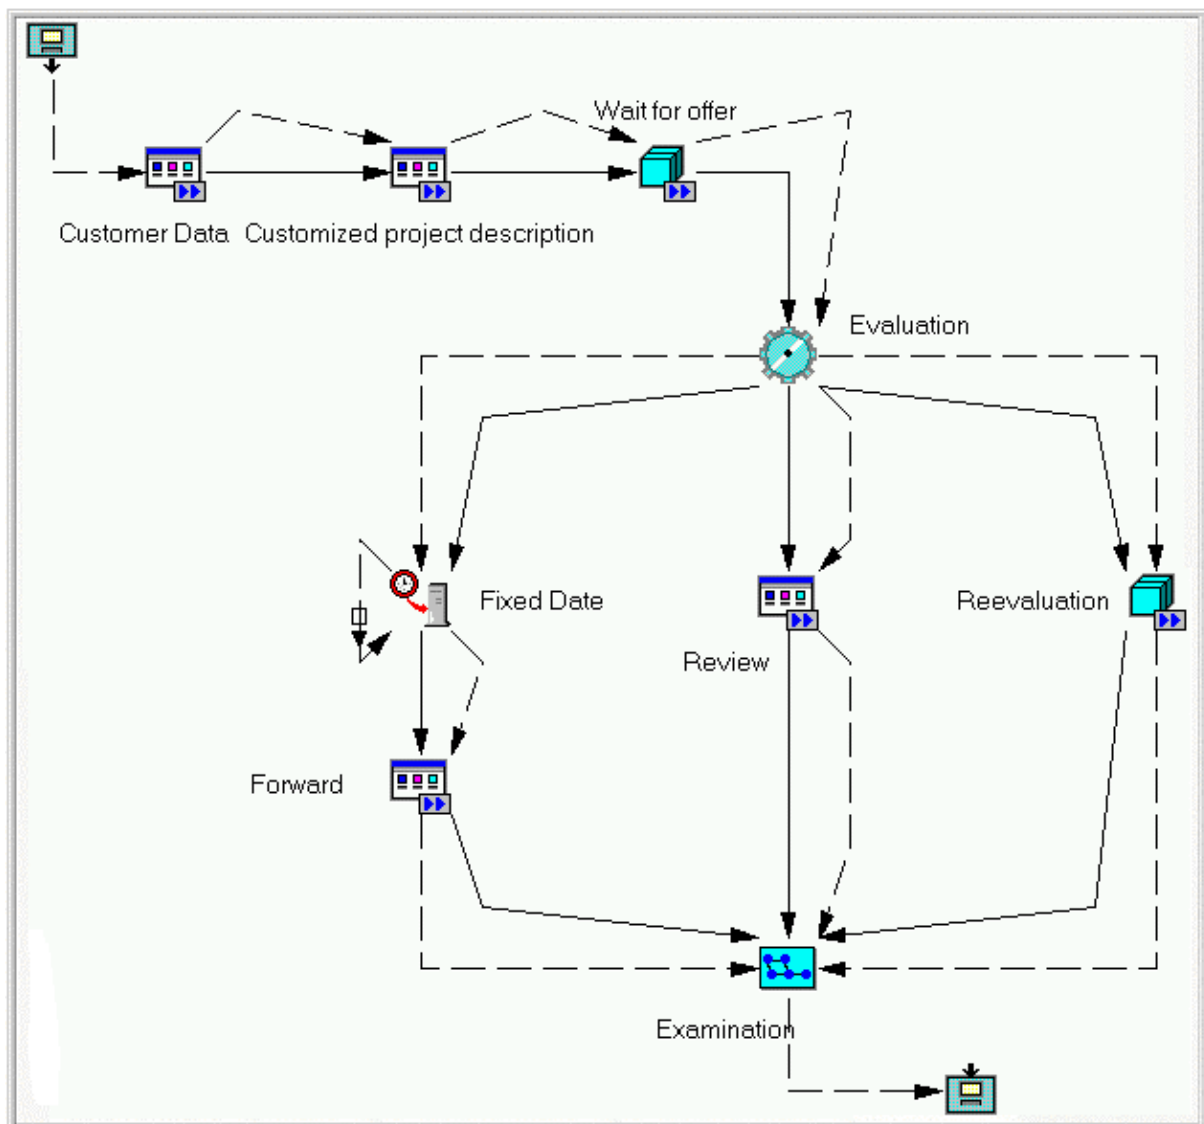 Wait for offer
Customer Data
Customized project description
Evaluation
Fixed Date
Reevaluation
Review
Forward
Examination